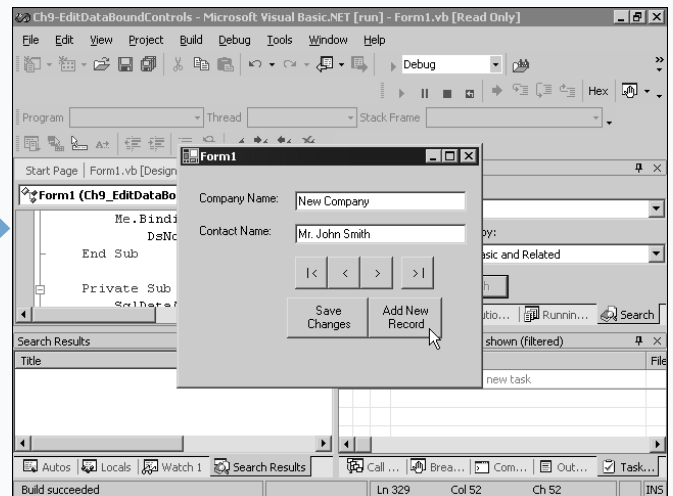 Ch9-EditDataBoundControls - Microsoft Visual Basic.NET [run] - Form1.vb [Read Only]
File Edit View Project Build Debug Tools Window Help
Debug
Hex
Program Thread Stack Frame
Start Page Form1.vb [Design
Form1 (Ch9_EditDataBo
Me.Bindi
DsNo
End Sub
Private Sub
Form1
Company Name: New Company
Contact Name: Mr. John Smith
|< < > >|
Save Changes
Add New Record
by:
asic and Related
h
utio... Runnin... Search
Search Results
Title
shown (filtered)
File
new task
Autos Locals Watch 1 Search Results
Call ... Brea... Com... Out... Task...
Build succeeded Ln 329 Col 52 Ch 52 INS